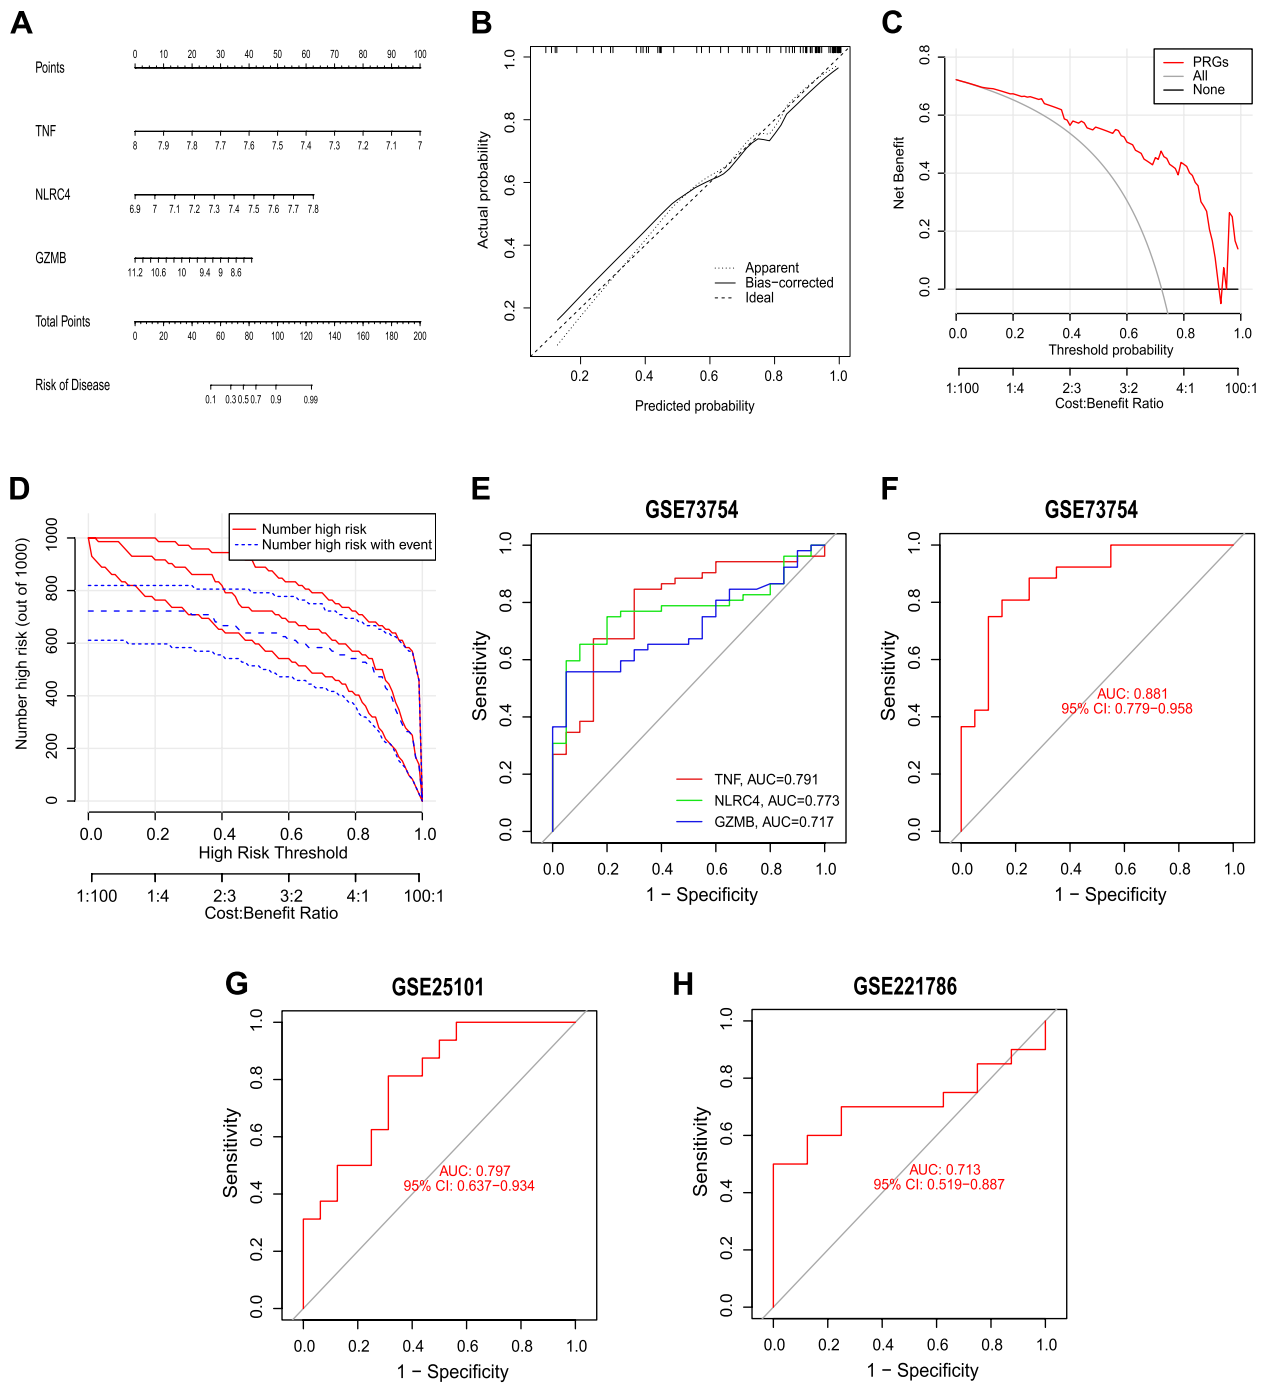 A
0 10 20 30 40 50 60 70 80 90 100
Points
TNF
8 7.9 7.8 7.7 7.6 7.5 7.4 7.3 7.2 7.1 7
NLRC4
6.9 7 7.1 7.2 7.3 7.4 7.5 7.6 7.7 7.8
GZMB
11.2 10.6 10 9.4 9 8.6
Total Points
0 20 40 60 80 100 120 140 160 180 200
Risk of Disease
0.1 0.3 0.5 0.7 0.9 0.99
B
Actual probability
1.0
0.8
0.6
0.4
0.2
Apparent
Bias−corrected
Ideal
0.2 0.4 0.6 0.8 1.0
Predicted probability
C
Net Benefit
0.8
0.6
0.4
0.2
0.0
PRGs
All
None
0.0 0.2 0.4 0.6 0.8 1.0
Threshold probability
1:100 1:4 2:3 3:2 4:1 100:1
Cost:Benefit Ratio
D
Number high risk (out of 1000)
1000
800
600
400
200
0
Number high risk
Number high risk with event
0.0 0.2 0.4 0.6 0.8 1.0
High Risk Threshold
1:100 1:4 2:3 3:2 4:1 100:1
Cost:Benefit Ratio
E
GSE73754
Sensitivity
1.0
0.8
0.6
0.4
0.2
0.0
TNF, AUC=0.791
NLRC4, AUC=0.773
GZMB, AUC=0.717
0.0 0.2 0.4 0.6 0.8 1.0
1 − Specificity
F
GSE73754
Sensitivity
1.0
0.8
0.6
0.4
0.2
0.0
AUC: 0.881
95% CI: 0.779−0.958
0.0 0.2 0.4 0.6 0.8 1.0
1 − Specificity
G
GSE25101
Sensitivity
1.0
0.8
0.6
0.4
0.2
0.0
AUC: 0.797
95% CI: 0.637−0.934
0.0 0.2 0.4 0.6 0.8 1.0
1 − Specificity
H
GSE221786
Sensitivity
1.0
0.8
0.6
0.4
0.2
0.0
AUC: 0.713
95% CI: 0.519−0.887
0.0 0.2 0.4 0.6 0.8 1.0
1 − Specificity